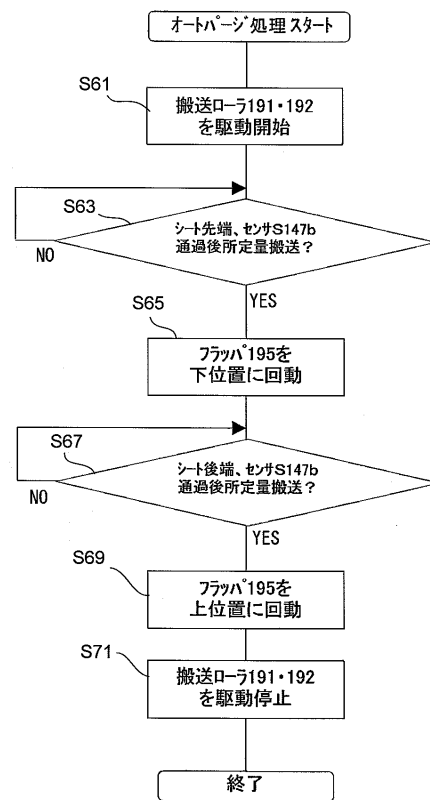 オートパージ処理 スタート
S61
搬送ローラ191・192
を駆動開始
S63
シート先端、センサS147b
通過後所定量搬送？
NO
YES
S65
フラッパ195を
下位置に回動
S67
シート後端、センサS147b
通過後所定量搬送？
NO
YES
S69
フラッパ195を
上位置に回動
S71
搬送ローラ191・192
を駆動停止
終了